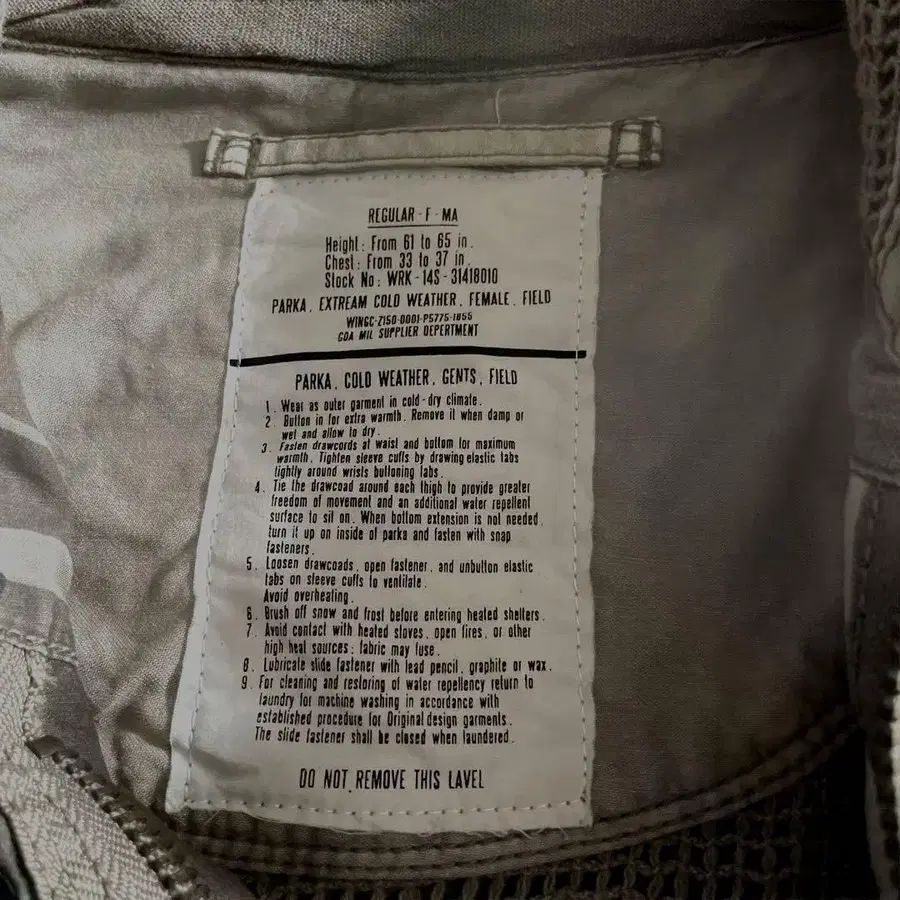 REGULAR - F - MA
Height : From 61 to 65 in .
Chest : From 33 to 37 in .
Stock No : WRK - 14S - 31418010
PARKA . EXTREAM COLD WEATHER . FEMALE . FIELD
WINGC-Z150-0001-P5775-1055
GOA MIL SUPPLIER DEPERTMENT
PARKA . COLD WEATHER . GENTS . FIELD
1 . Wear as outer garment in cold - dry climate .
2 . Button in for extra warmth . Remove it when damp or
wet and allow to dry .
3 . Fasten drawcords at waist and bottom for maximum
warmth . Tighten sleeve cuffs by drawing elastic tabs
tightly around wrists buttoning tabs .
4 . Tie the drawcoad around each thigh to provide greater
freedom of movement and an additional water repellent
surface to sit on . When bottom extension is not needed .
turn it up on inside of parka and fasten with snap
fasteners .
5 . Loosen drawcoads , open fastener , and unbutton elastic
tabs on sleeve cuffs to ventilate .
Avoid overheating .
6 . Brush off snow and frost before entering heated shelters .
7 . Avoid contact with heated stoves , open fires , or other
high heat sources ; fabric may fuse .
8 . Lubricate slide fastener with lead pencil , graphite or wax .
9 . For cleaning and restoring of water repellency return to
laundry for machine washing in accordance with
established procedure for Original design garments .
The slide fastener shall be closed when laundered .
DO NOT REMOVE THIS LAVEL